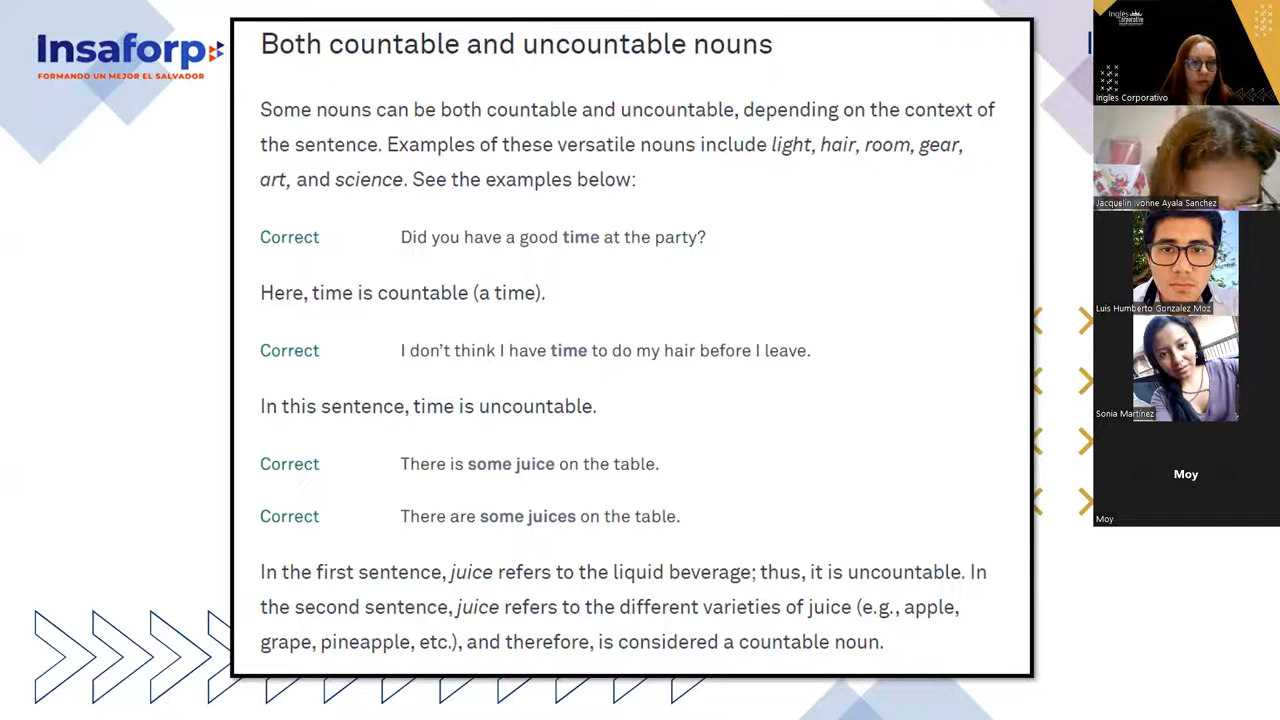 Insaforp
FORMANDO UN MEJOR EL SALVADOR
Both countable and uncountable nouns
Some nouns can be both countable and uncountable, depending on the context of
the sentence. Examples of these versatile nouns include light, hair, room, gear,
art, and science. See the examples below:
Correct Did you have a good time at the party?
Here, time is countable (a time).
Correct I don't think I have time to do my hair before I leave.
In this sentence, time is uncountable.
Correct There is some juice on the table.
Correct There are some juices on the table.
In the first sentence, juice refers to the liquid beverage; thus, it is uncountable. In
the second sentence, juice refers to the different varieties of juice (e.g., apple,
grape, pineapple, etc.), and therefore, is considered a countable noun.
Inglés
Corporativo
Ingles Corporativo
Jacquelin Ivonne Ayala Sanchez
Luis Humberto Gonzalez Moz
Sonia Martinez
Moy
Moy